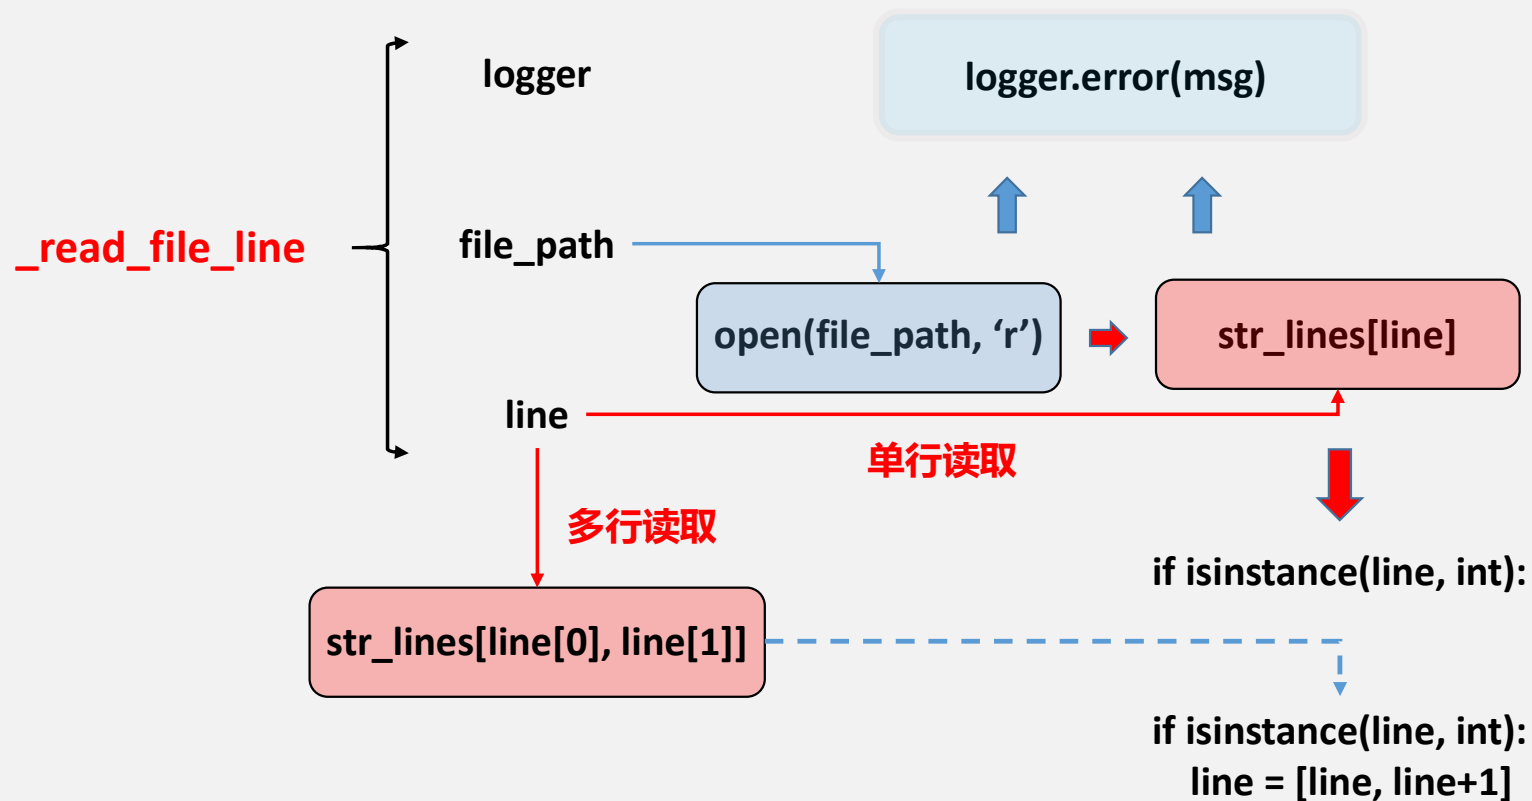 logger
logger.error(msg)
_read_file_line
file_path
open(file_path, ‘r’)
str_lines[line]
line
单行读取
多行读取
if isinstance(line, int):
str_lines[line[0], line[1]]
if isinstance(line, int):
line = [line, line+1]